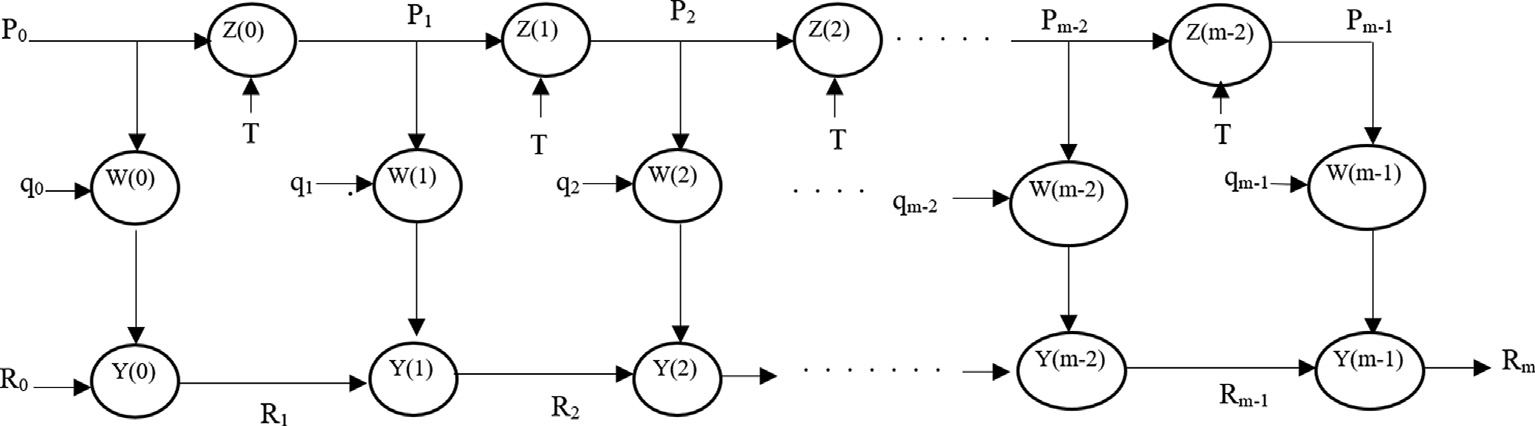 P₀ Z(0) P₁ Z(1) P₂ Z(2) . . . . . Pₘ₋₂ Z(m-2) Pₘ₋₁
T T T T
q₀ W(0) q₁ . W(1) q₂ W(2) . . . . qₘ₋₂ W(m-2) qₘ₋₁ W(m-1)
R₀ Y(0) Y(1) Y(2) . . . . . . . Y(m-2) Y(m-1) Rₘ
R₁ R₂ Rₘ₋₁